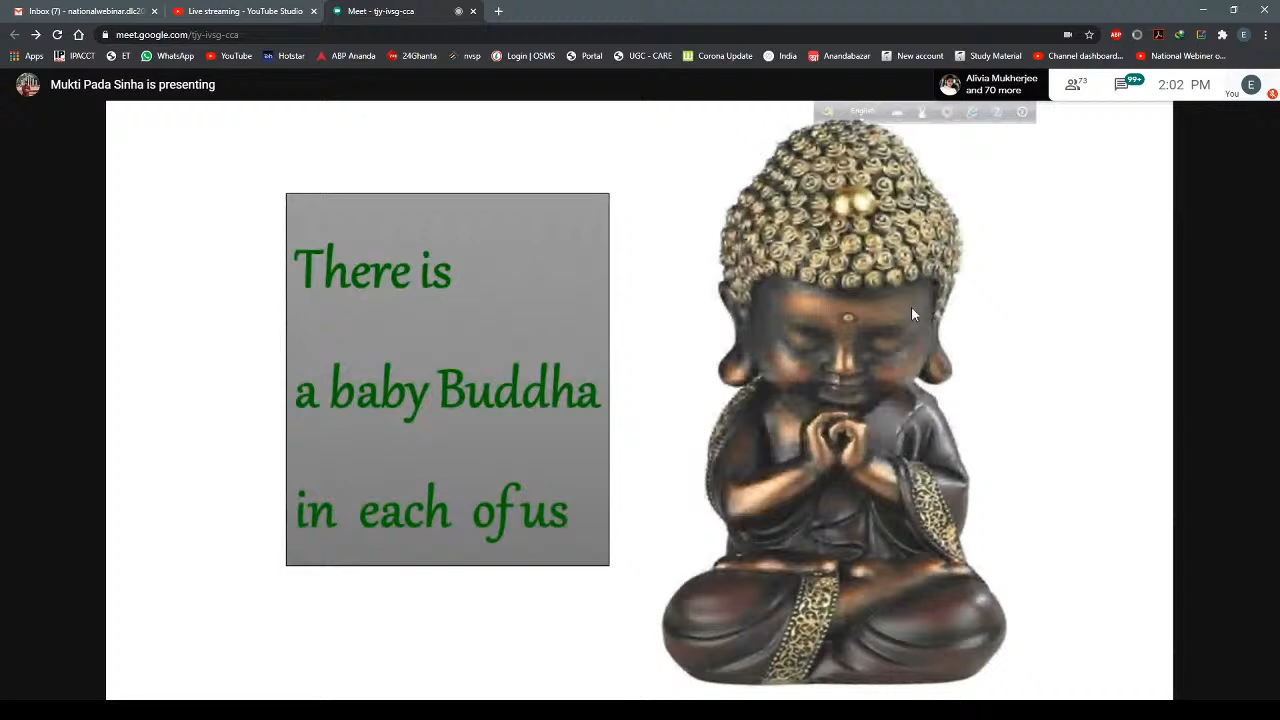 Inbox (7) - nationalwebinar.dlc20
Live streaming - YouTube Studio
Meet - tjy-ivsg-cca
meet.google.com/tjy-ivsg-cca
Apps
IPACCT
WhatsApp
YouTube
Hotstar
ABP Ananda
24Ghanta
nvsp
Login | OSMS
Portal
UGC - CARE
Corona Update
India
Anandabazar
New account
Study Material
Channel dashboard...
National Webinar o...
Mukti Pada Sinha is presenting
Alivia Mukherjee
and 70 more
73
99+
2:02 PM
You
E
English
There is
a baby Buddha
in each of us